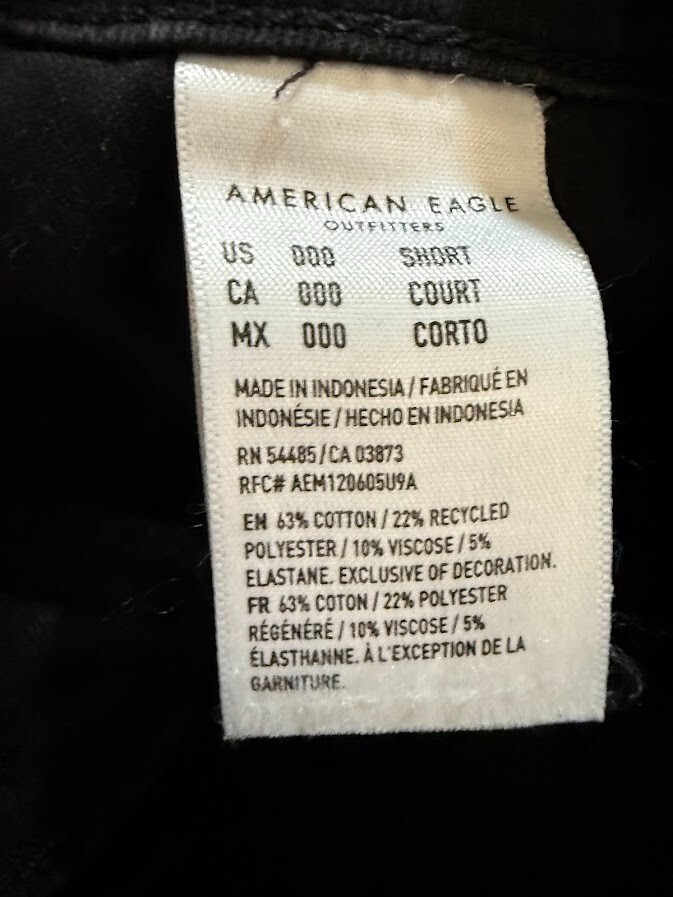 AMERICAN EAGLE
OUTFITTERS
US 000 SHORT
CA 000 COURT
MX 000 CORTO
MADE IN INDONESIA / FABRIQUÉ EN
INDONÉSIE / HECHO EN INDONESIA
RN 54485 / CA 03873
RFC# AEM120605U9A
EN 63% COTTON / 22% RECYCLED
POLYESTER / 10% VISCOSE / 5%
ELASTANE. EXCLUSIVE OF DECORATION.
FR 63% COTON / 22% POLYESTER
RÉGÉNÉRÉ / 10% VISCOSE / 5%
ÉLASTHANNE. À L'EXCEPTION DE LA
GARNITURE.